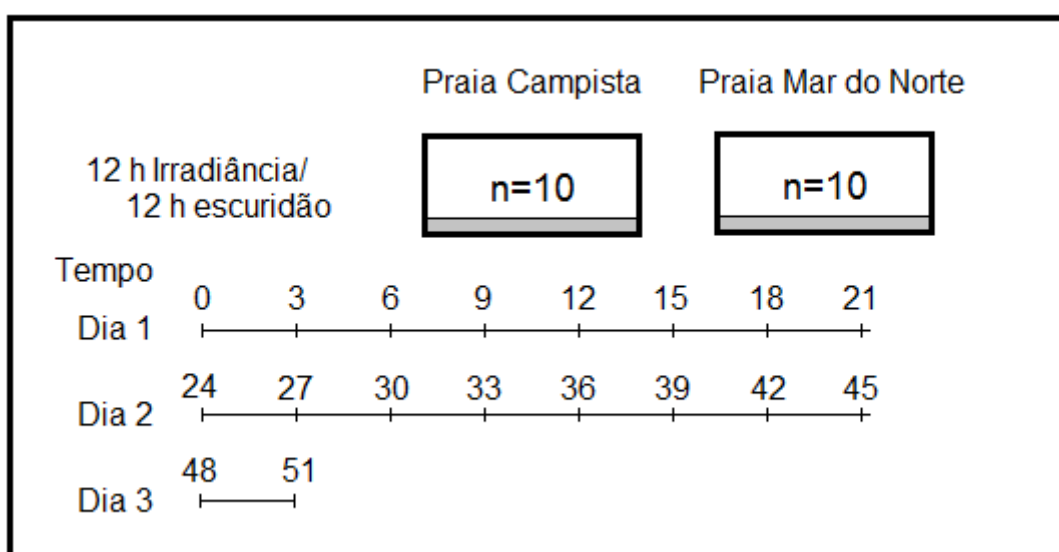 Praia Campista Praia Mar do Norte
12 h Irradiância/
12 h escuridão
n=10 n=10
Tempo
0 3 6 9 12 15 18 21
Dia 1
24 27 30 33 36 39 42 45
Dia 2
48 51
Dia 3